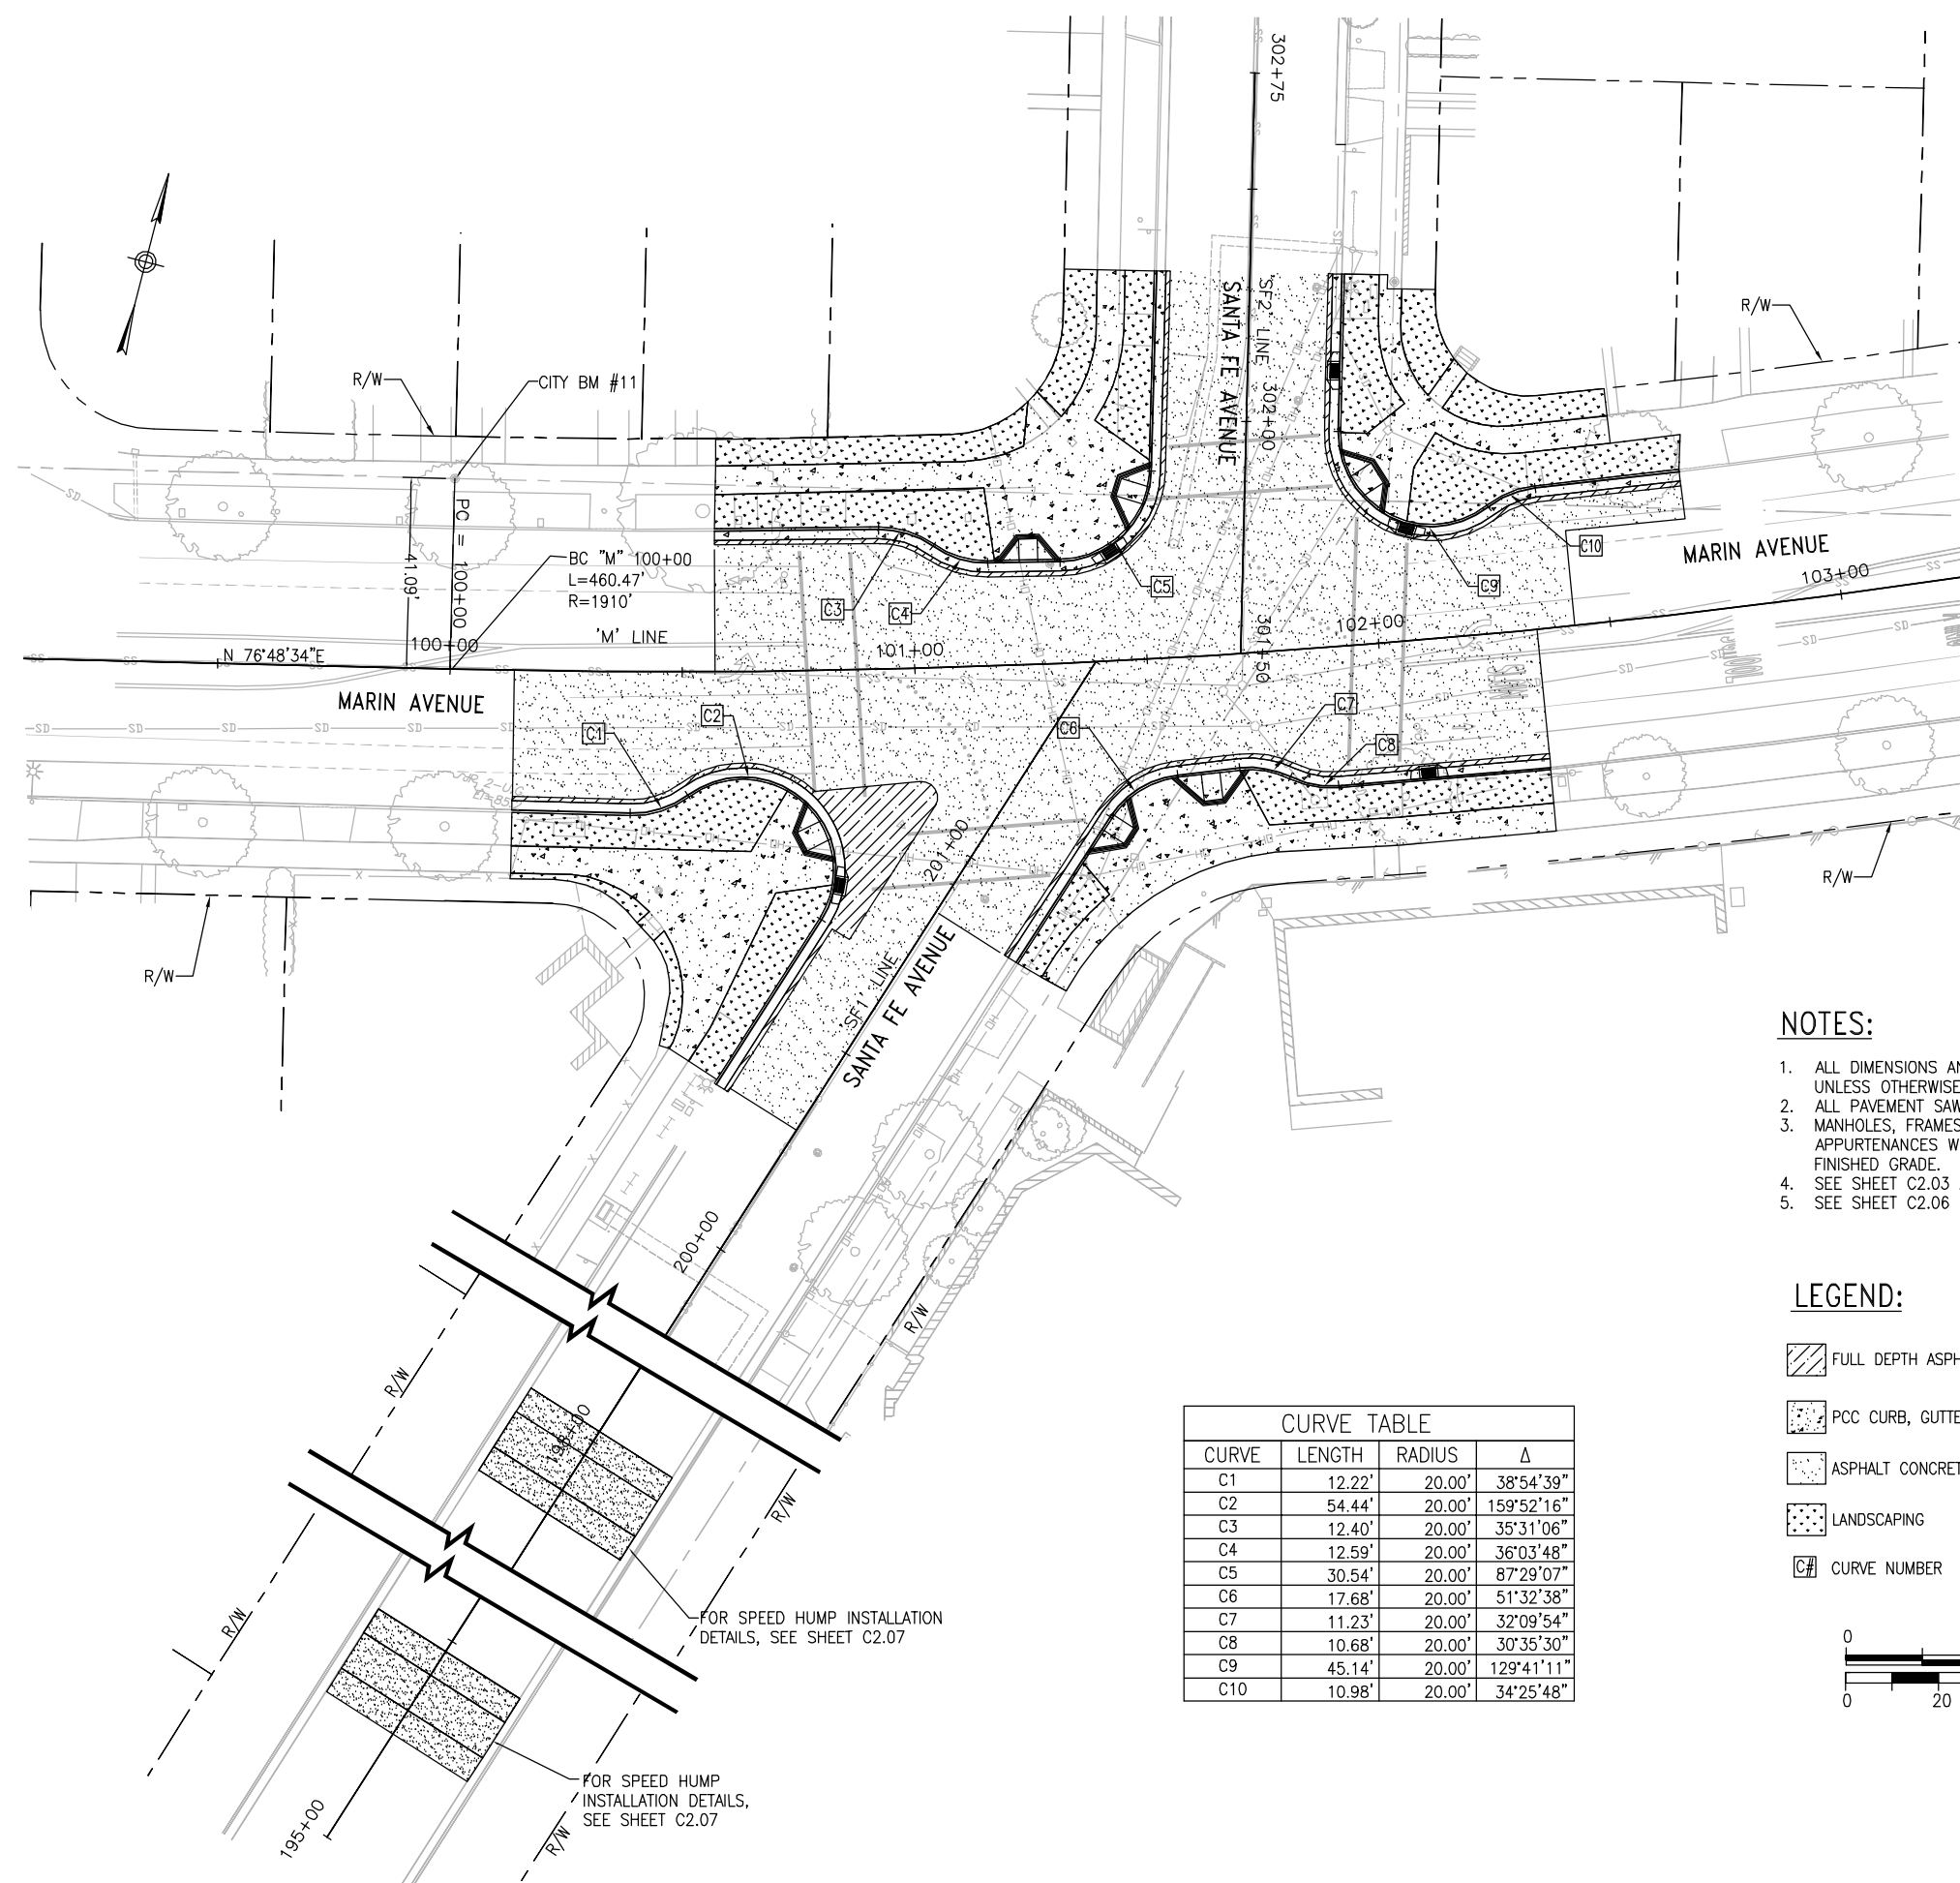 302+75
R/W
CITY BM #11
R/W
SANTA FE AVENUE
'SF2' LINE
302+00
PC = 100+00
41.09'
BC "M" 100+00
L=460.47'
R=1910'
'M' LINE
C3
C4
C5
C9
C10
MARIN AVENUE
103+00
102+00
301+50
101+00
100+00
N 76°48'34"E
MARIN AVENUE
C1
C2
C6
C7
C8
201+00
R/W
R/W
'SF1' LINE
SANTA FE AVENUE
200+00
R/W
R/W
198+00
R/W
R/W
FOR SPEED HUMP INSTALLATION
DETAILS, SEE SHEET C2.07
FOR SPEED HUMP
INSTALLATION DETAILS,
SEE SHEET C2.07
195+00
R/W
NOTES:
1. ALL DIMENSIONS
UNLESS OTHERWISE
2. ALL PAVEMENT
3. MANHOLES, FRAMES
APPURTENANCES
FINISHED GRADE.
4. SEE SHEET C2.03
5. SEE SHEET C2.06
LEGEND:
FULL DEPTH
PCC CURB,
ASPHALT
LANDSCAPING
C# CURVE NUMBER
0
0 20
CURVE TABLE
CURVE LENGTH RADIUS Δ
C1 12.22' 20.00' 38°54'39"
C2 54.44' 20.00' 159°52'16"
C3 12.40' 20.00' 35°31'06"
C4 12.59' 20.00' 36°03'48"
C5 30.54' 20.00' 87°29'07"
C6 17.68' 20.00' 51°32'38"
C7 11.23' 20.00' 32°09'54"
C8 10.68' 20.00' 30°35'30"
C9 45.14' 20.00' 129°41'11"
C10 10.98' 20.00' 34°25'48"